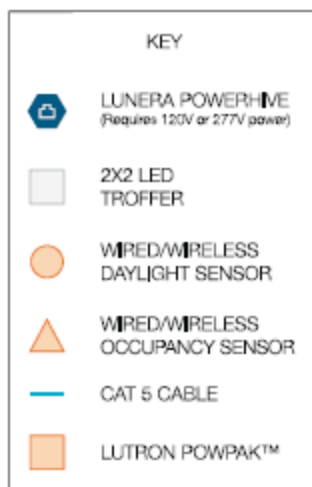 KEY
LUNERA POWERHIVE
(Requires 120V or 277V power)
2X2 LED
TROFFER
WIRED/WIRELESS
DAYLIGHT SENSOR
WIRED/WIRELESS
OCCUPANCY SENSOR
CAT 5 CABLE
LUTRON POWPAK™